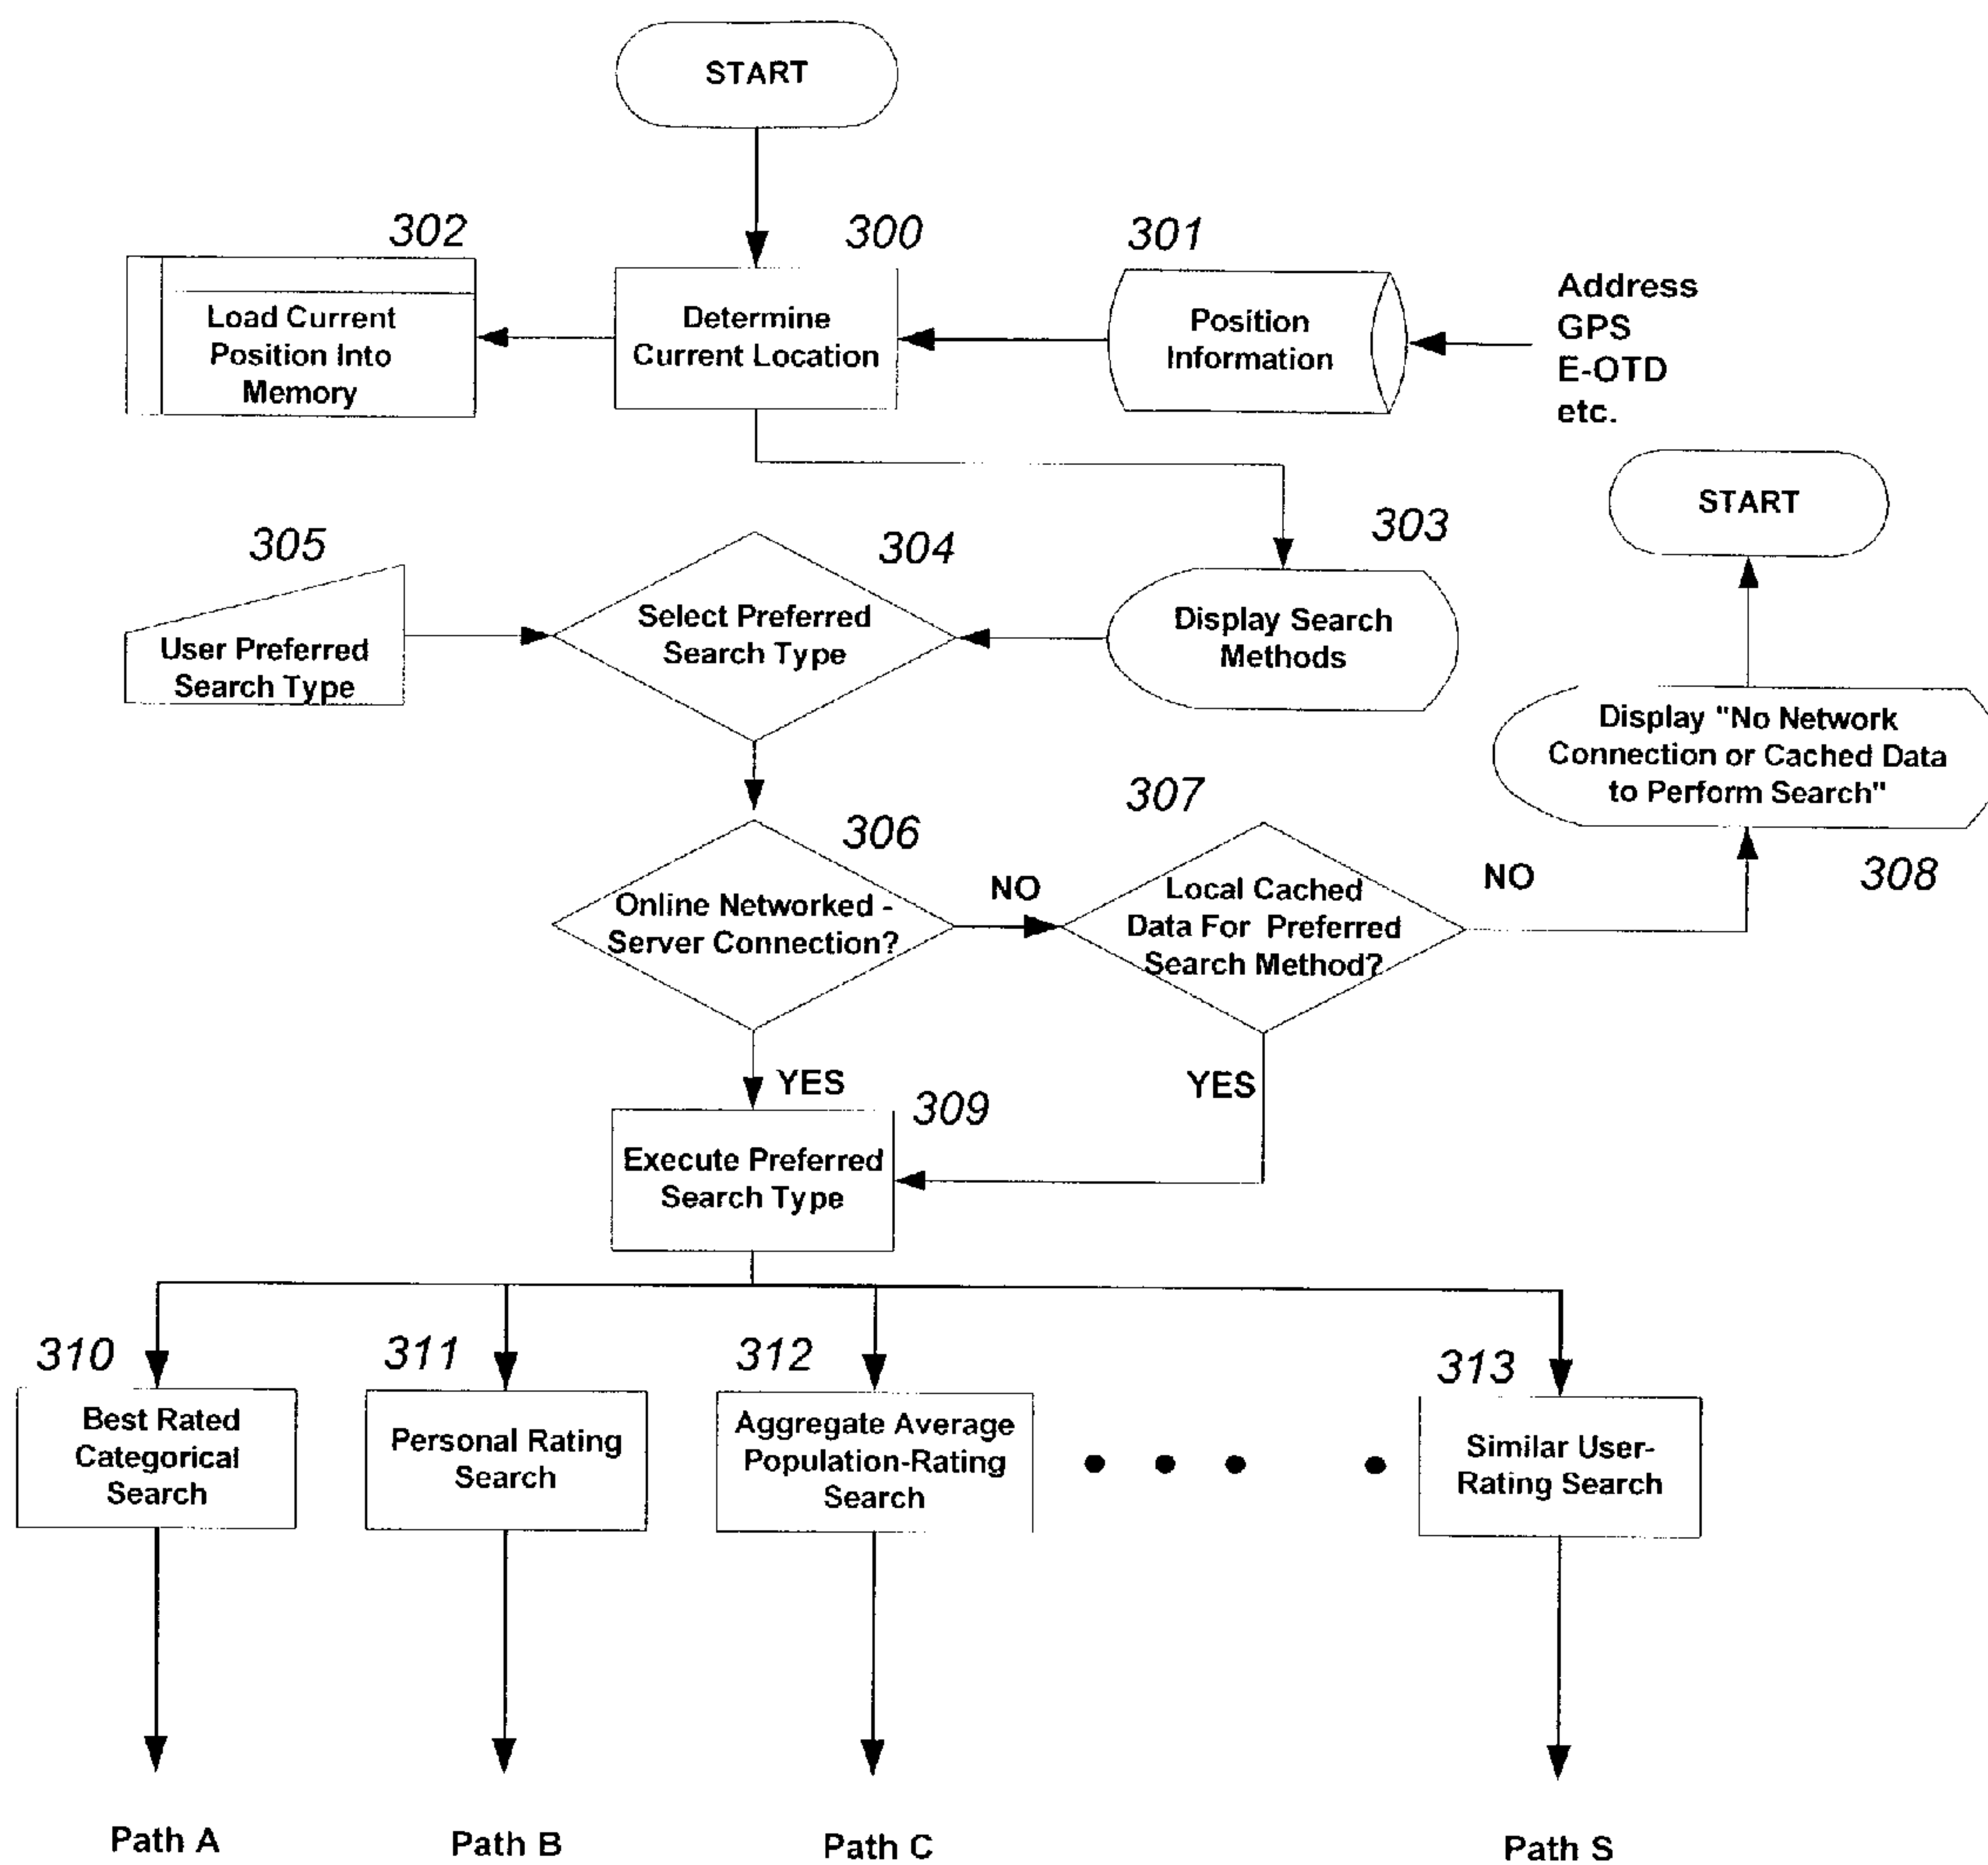 START
302
300
301
Load Current
Position Into
Memory
Determine
Current Location
Position
Information
Address
GPS
E-OTD
etc.
START
305
304
303
User Preferred
Search Type
Select Preferred
Search Type
Display Search
Methods
Display "No Network
Connection or Cached Data
to Perform Search"
308
306
307
Online Networked -
Server Connection?
NO
Local Cached
Data For Preferred
Search Method?
NO
YES
YES
309
Execute Preferred
Search Type
310
311
312
313
Best Rated
Categorical
Search
Personal Rating
Search
Aggregate Average
Population-Rating
Search
Similar User-
Rating Search
Path A
Path B
Path C
Path S